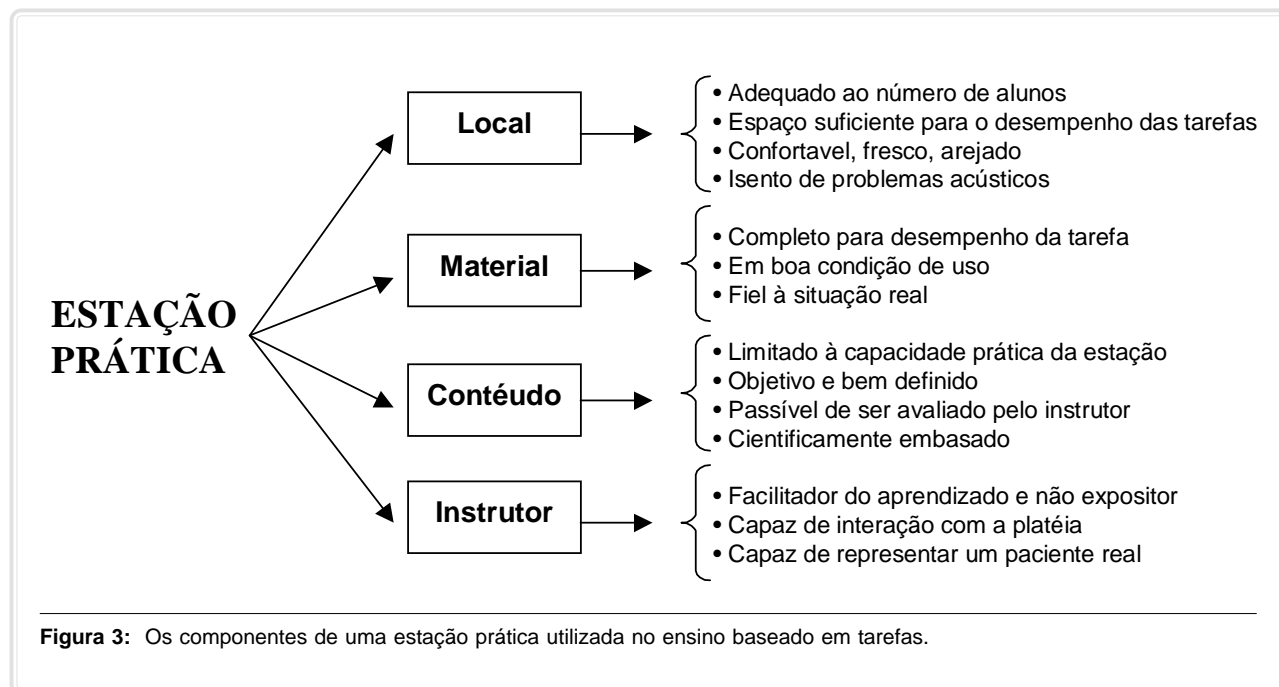 ESTAÇÃO
PRÁTICA
Local
• Adequado ao número de alunos
• Espaço suficiente para o desempenho das tarefas
• Confortavel, fresco, arejado
• Isento de problemas acústicos
Material
• Completo para desempenho da tarefa
• Em boa condição de uso
• Fiel à situação real
Contéudo
• Limitado à capacidade prática da estação
• Objetivo e bem definido
• Passível de ser avaliado pelo instrutor
• Cientificamente embasado
Instrutor
• Facilitador do aprendizado e não expositor
• Capaz de interação com a platéia
• Capaz de representar um paciente real
Figura 3: Os componentes de uma estação prática utilizada no ensino baseado em tarefas.